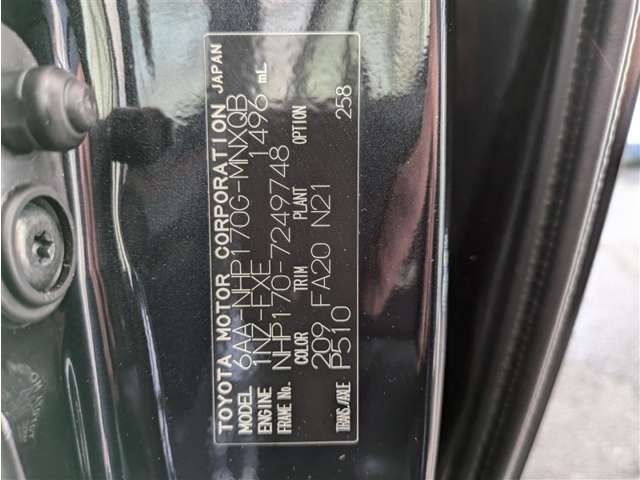 TOYOTA MOTOR CORPORATION JAPAN
MODEL 6AA-NHP170G-MNXQB
ENGINE 1NZ-FXE 1496 mL
FRAME No. NHP170-7249748
COLOR TRIM PLANT OPTION
209 FA20 N21 258
TRANS./AXLE P510